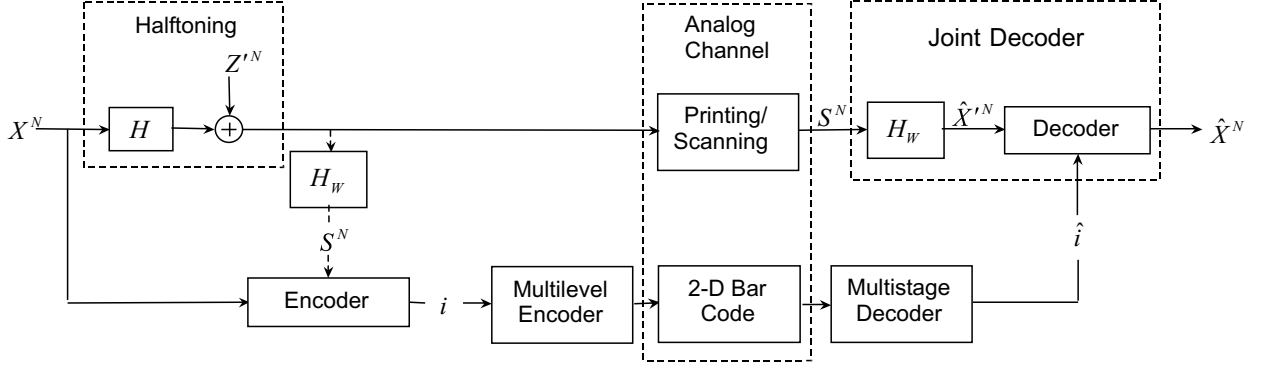 Halftoning
Analog
Channel
Joint Decoder
Z'^N
X^N
H
+
Printing/
Scanning
S^N
H_W
X̂'^N
Decoder
X̂^N
H_W
S^N
î
Encoder
i
Multilevel
Encoder
2-D Bar
Code
Multistage
Decoder